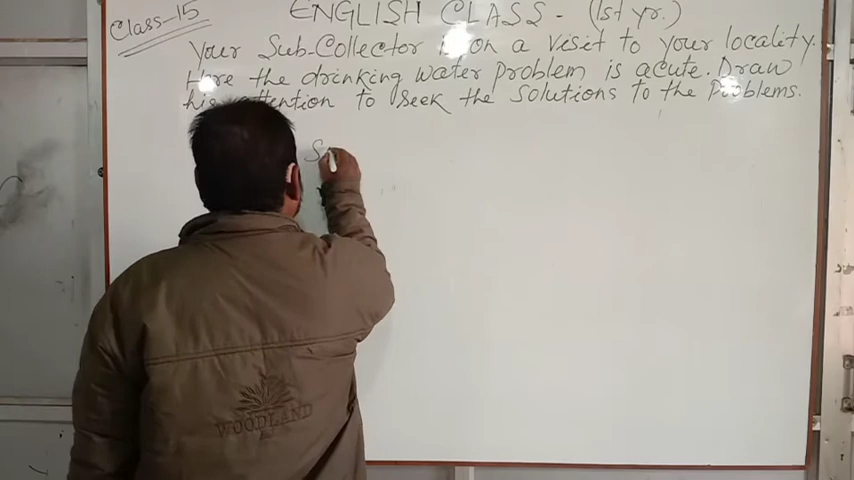 Class-15
ENGLISH CLASS - (1st yr.)
Your Sub-Collector is on a visit to your locality.
Here the drinking water problem is acute. Draw
his attention to seek the solutions to the Problems.
S
WOODLAND